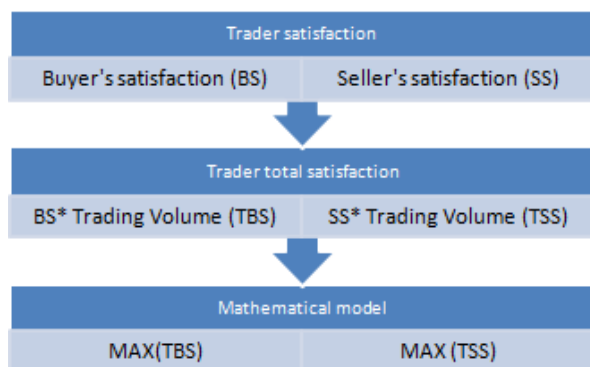 Trader satisfaction
Buyer's satisfaction (BS) Seller's satisfaction (SS)
Trader total satisfaction
BS* Trading Volume (TBS) SS* Trading Volume (TSS)
Mathematical model
MAX(TBS) MAX (TSS)